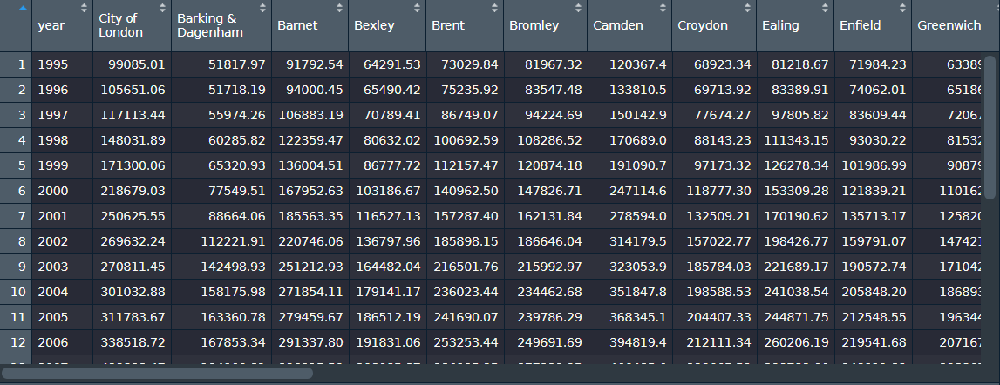 year City of London Barking & Dagenham Barnet Bexley Brent Bromley Camden Croydon Ealing Enfield Greenwich
1 1995 99085.01 51817.97 91792.54 64291.53 73029.84 81967.32 120367.4 68923.34 81218.67 71984.23 63389
2 1996 105651.06 51718.19 94000.45 65490.42 75235.92 83547.48 133810.5 69713.92 83389.91 74062.01 65186
3 1997 117113.44 55974.26 106883.19 70789.41 86749.07 94224.69 150142.9 77674.27 97805.82 83609.44 72067
4 1998 148031.89 60285.82 122359.47 80632.02 100692.59 108286.52 170689.0 88143.23 111343.15 93030.22 81532
5 1999 171300.06 65320.93 136004.51 86777.72 112157.47 120874.18 191090.7 97173.32 126278.34 101986.99 90879
6 2000 218679.03 77549.51 167952.63 103186.67 140962.50 147826.71 247114.6 118777.30 153309.28 121839.21 110162
7 2001 250625.55 88664.06 185563.35 116527.13 157287.40 162131.84 278594.0 132509.21 170190.62 135713.17 125820
8 2002 269632.24 112221.91 220746.06 136797.96 185898.15 186646.04 314179.5 157022.77 198426.77 159791.07 147421
9 2003 270811.45 142498.93 251212.93 164482.04 216501.76 215992.97 323053.9 185784.03 221689.17 190572.74 171042
10 2004 301032.88 158175.98 271854.11 179141.17 236023.44 234462.68 351847.8 198588.53 241038.54 205848.20 186893
11 2005 311783.67 163360.78 279459.67 186512.19 241690.07 239786.29 368345.1 204407.33 244871.75 212548.55 196344
12 2006 338518.72 167853.34 291337.80 191831.06 253253.44 249691.69 394819.4 212111.34 260206.19 219541.68 207167